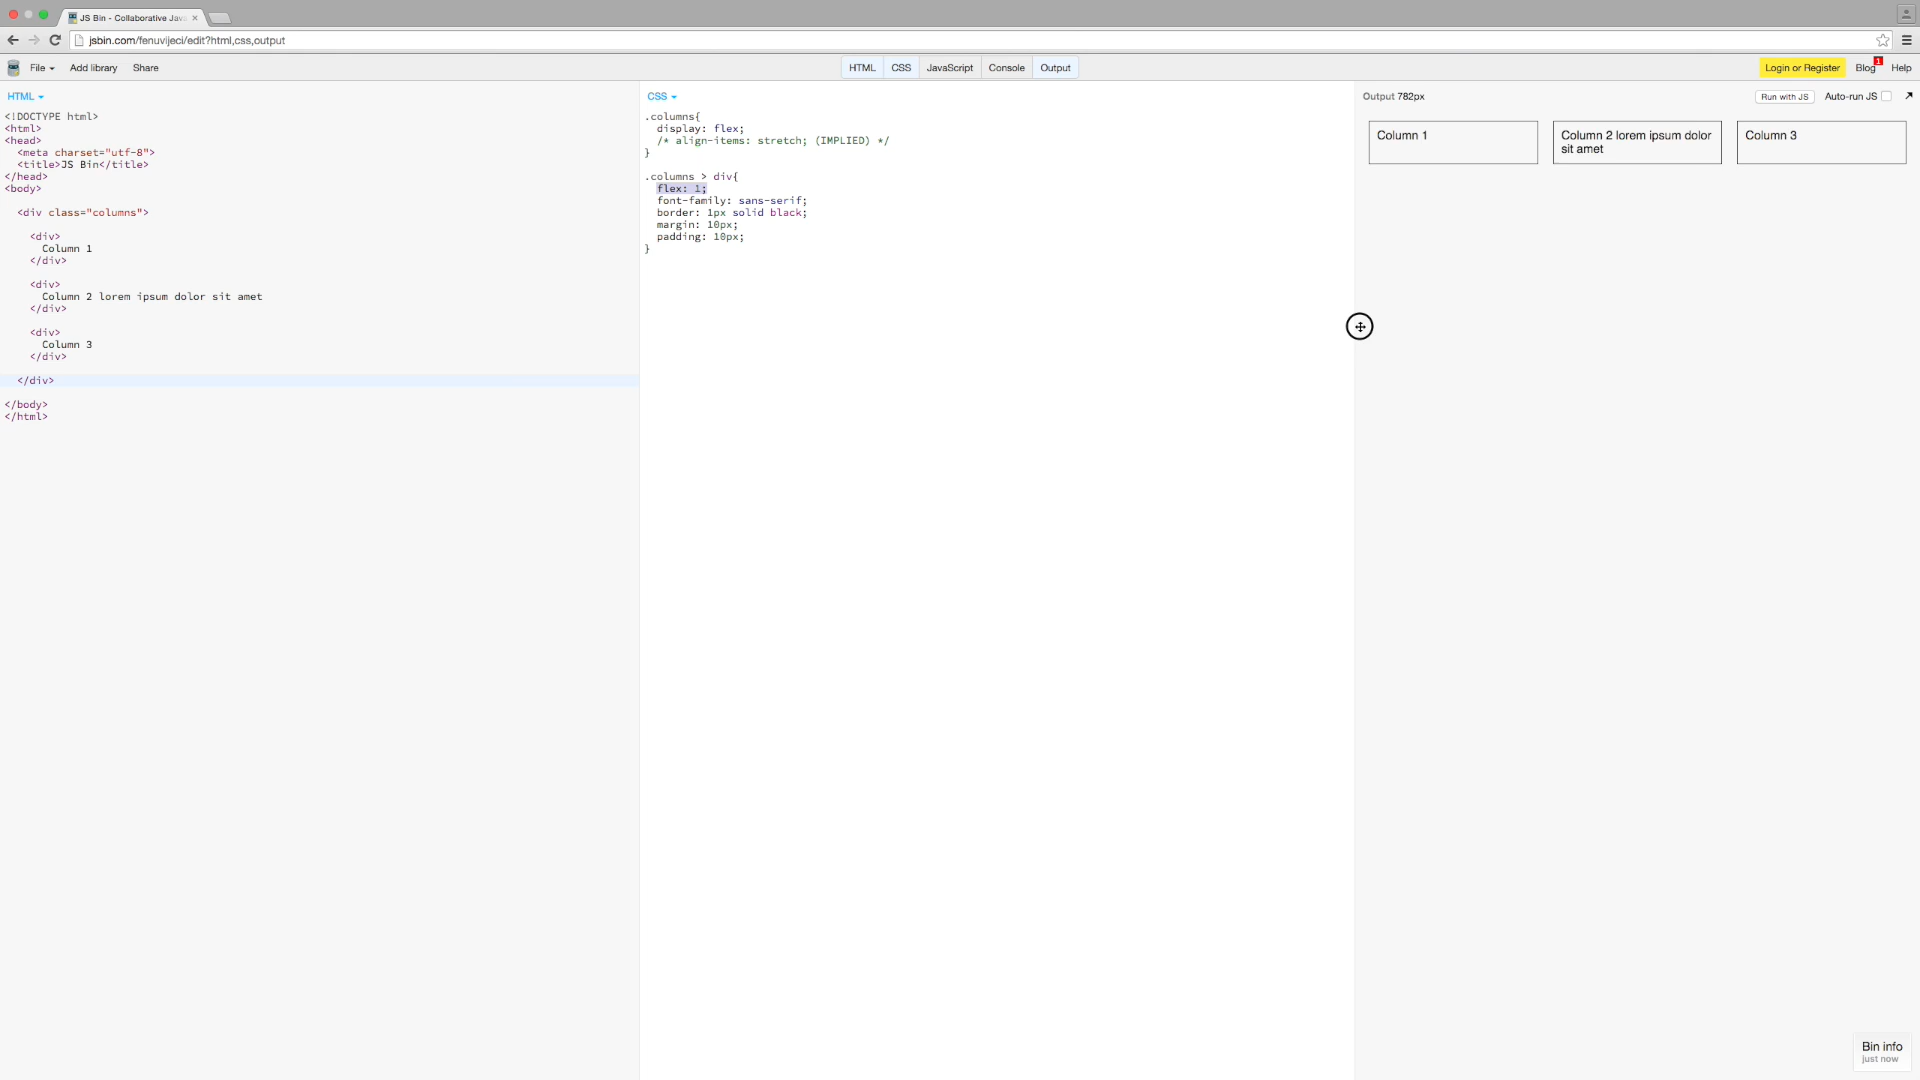 JS Bin - Collaborative Jav
jsbin.com/fenuvijeci/edit?html,css,output
File Add library Share HTML CSS JavaScript Console Output Login or Register Blog 1 Help
HTML
<!DOCTYPE html>
<html>
<head>
<meta charset="utf-8">
<title>JS Bin</title>
</head>
<body>
<div class="columns">
<div>
Column 1
</div>
<div>
Column 2 lorem ipsum dolor sit amet
</div>
<div>
Column 3
</div>
</div>
</body>
</html>
CSS
.columns{
display: flex;
/* align-items: stretch; (IMPLIED) */
}
.columns > div{
flex: 1;
font-family: sans-serif;
border: 1px solid black;
margin: 10px;
padding: 10px;
}
Output 782px Run with JS Auto-run JS
Column 1
Column 2 lorem ipsum dolor
sit amet
Column 3
Bin info
just now